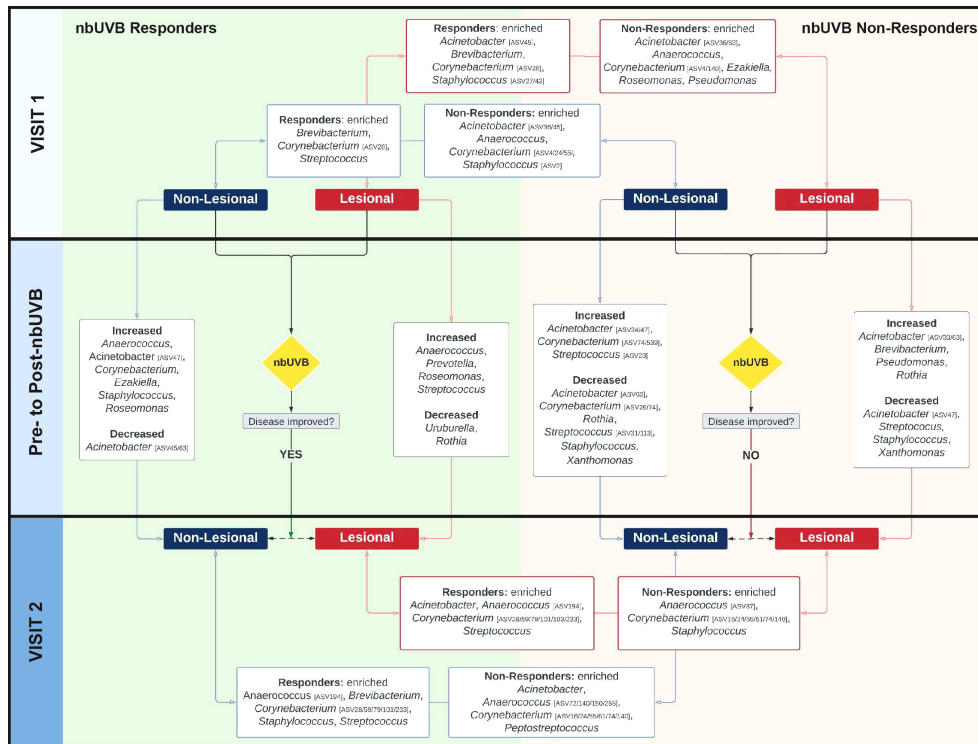 nbUVB Responders
nbUVB Non-Responders
VISIT 1
Responders: enriched
Acinetobacter [ASV45],
Brevibacterium,
Corynebacterium [ASV28],
Staphylococcus [ASV27/43]
Non-Responders: enriched
Acinetobacter [ASV36/63],
Anaerococcus,
Corynebacterium [ASV4/140], Ezakiella,
Roseomonas, Pseudomonas
Responders: enriched
Brevibacterium,
Corynebacterium [ASV28],
Streptococcus
Non-Responders: enriched
Acinetobacter [ASV36/45],
Anaerococcus,
Corynebacterium [ASV4/24/55/
Staphylococcus [ASV2]
Non-Lesional
Lesional
Non-Lesional
Lesional
Pre- to Post-nbUVB
Increased
Anaerococcus,
Acinetobacter [ASV47],
Corynebacterium,
Ezakiella,
Staphylococcus,
Roseomonas
Decreased
Acinetobacter [ASV45/63]
nbUVB
Disease improved?
YES
Increased
Anaerococcus,
Prevotella,
Roseomonas,
Streptococcus
Decreased
Uruburella,
Rothia
Increased
Acinetobacter [ASV34/47],
Corynebacterium [ASV74/539],
Streptococcus [ASV23]
Decreased
Acinetobacter [ASV63],
Corynebacterium [ASV26/74],
Rothia,
Streptococcus [ASV31/113],
Staphylococcus,
Xanthomonas
nbUVB
Disease improved?
NO
Increased
Acinetobacter [ASV33/63],
Brevibacterium,
Pseudomonas,
Rothia
Decreased
Acinetobacter [ASV47],
Streptococus,
Staphylococcus,
Xanthomonas
VISIT 2
Non-Lesional
Lesional
Non-Lesional
Lesional
Responders: enriched
Acinetobacter, Anaerococcus [ASV194],
Corynebacterium [ASV28/59/79/101/103/233],
Streptococcus
Non-Responders: enriched
Anaerococcus [ASV87],
Corynebacterium [ASV16/24/55/61/74/140],
Staphylococcus
Responders: enriched
Anaerococcus [ASV194], Brevibacterium,
Corynebacterium [ASV28/59/79/101/233],
Staphylococcus, Streptococcus
Non-Responders: enriched
Acinetobacter,
Anaerococcus [ASV72/140/150/255],
Corynebacterium [ASV16/24/55/61/74/140],
Peptostreptococcus